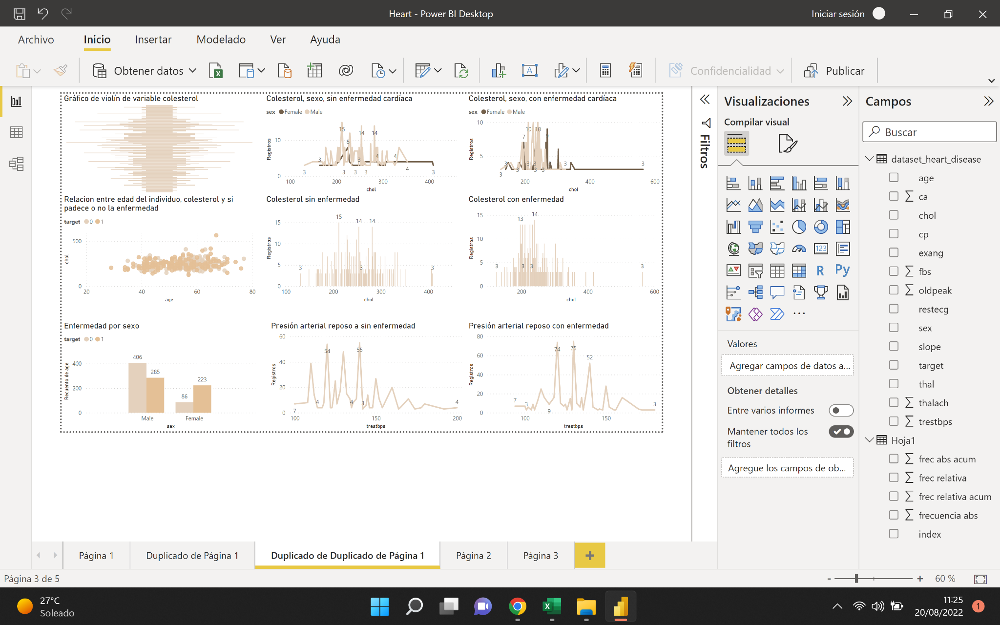 Heart - Power BI Desktop
Iniciar sesión
Archivo Inicio Insertar Modelado Ver Ayuda
Obtener datos
Confidencialidad
Publicar
Gráfico de violín de variable colesterol
Colesterol, sexo, sin enfermedad cardíaca
sex Female Male
15
14 14
8
3 3 4 4
3 3 3 3 4 3
10
0
100 200 300 400
Registros
chol
Colesterol, sexo, con enfermedad cardíaca
sex Female Male
10
5
10 10
7
3 3 3 3 3
3 3 3 3
200 400 600
Registros
chol
Relacion entre edad del individuo, colesterol y si
padece o no la enfermedad
target 0 1
500
0
20 40 60 80
chol
age
Colesterol sin enfermedad
15
10
5
0
15 14 14
3 3 3
100 200 300 400
Registros
chol
Colesterol con enfermedad
15
10
5
0
13 14
3 3 3 3
200 400 600
Registros
chol
Enfermedad por sexo
target 0 1
400
200
0
406
285
86
223
Male Female
Recuento de age
sex
Presión arterial reposo a sin enfermedad
60
40
20
0
54 55
7 4 4 3 4
100 150 200
Registros
trestbps
Presión arterial reposo con enfermedad
80
60
40
20
0
74 75
52
7 3 9 3
100 150
Registros
trestbps
Filtros
Visualizaciones
Compilar visual
123
R Py
Valores
Agregar campos de datos a...
Obtener detalles
Entre varios informes
Mantener todos los
filtros
Agregue los campos de ob...
Campos
Buscar
dataset_heart_disease
age
ca
chol
cp
exang
fbs
oldpeak
restecg
sex
slope
target
thal
thalach
trestbps
Hoja1
frec abs acum
frec relativa
frec relativa acum
frecuencia abs
index
Página 1
Duplicado de Página 1
Duplicado de Duplicado de Página 1
Página 2
Página 3
+
Página 3 de 5
- + 60 %
27°C
Soleado
11:25
20/08/2022
1